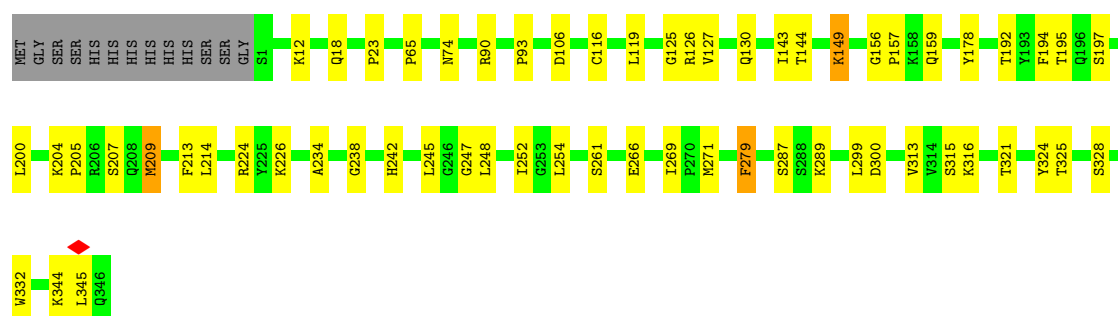 MET GLY SER SER HIS HIS HIS HIS HIS HIS SER SER GLY S1 K12 Q18 P23 P65 N74 R90 P93 D106 C116 L119 G125 R126 V127 Q130 I143 T144 K149 G156 P157 K158 Q159 Y178 T192 Y193 F194 T195 Q196 S197
L200 K204 P205 R206 S207 Q208 M209 F213 L214 R224 Y225 K226 A234 G238 H242 L245 G246 G247 L248 I252 G253 L254 S261 E266 I269 P270 M271 F279 S287 S288 K289 L299 D300 V313 V314 S315 K316 T321 Y324 T325 S328
W332 K344 L345 Q346